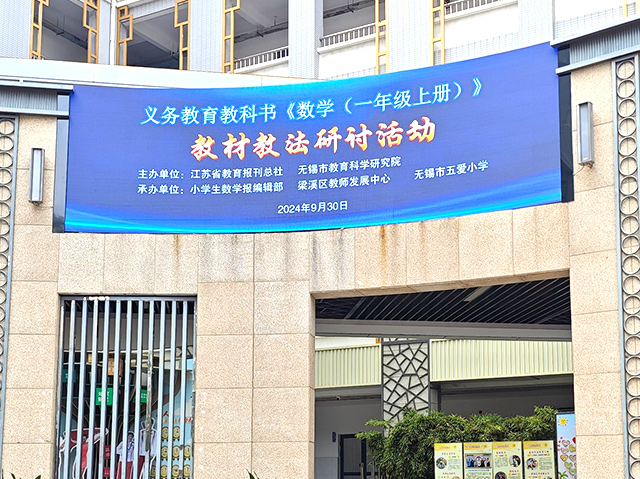 义务教育教科书《数学（一年级上册）》
教材教法研讨活动
主办单位：江苏省教育报刊总社 无锡市教育科学研究院
承办单位：小学生数学报编辑部 梁溪区教师发展中心 无锡市五爱小学
2024年9月30日